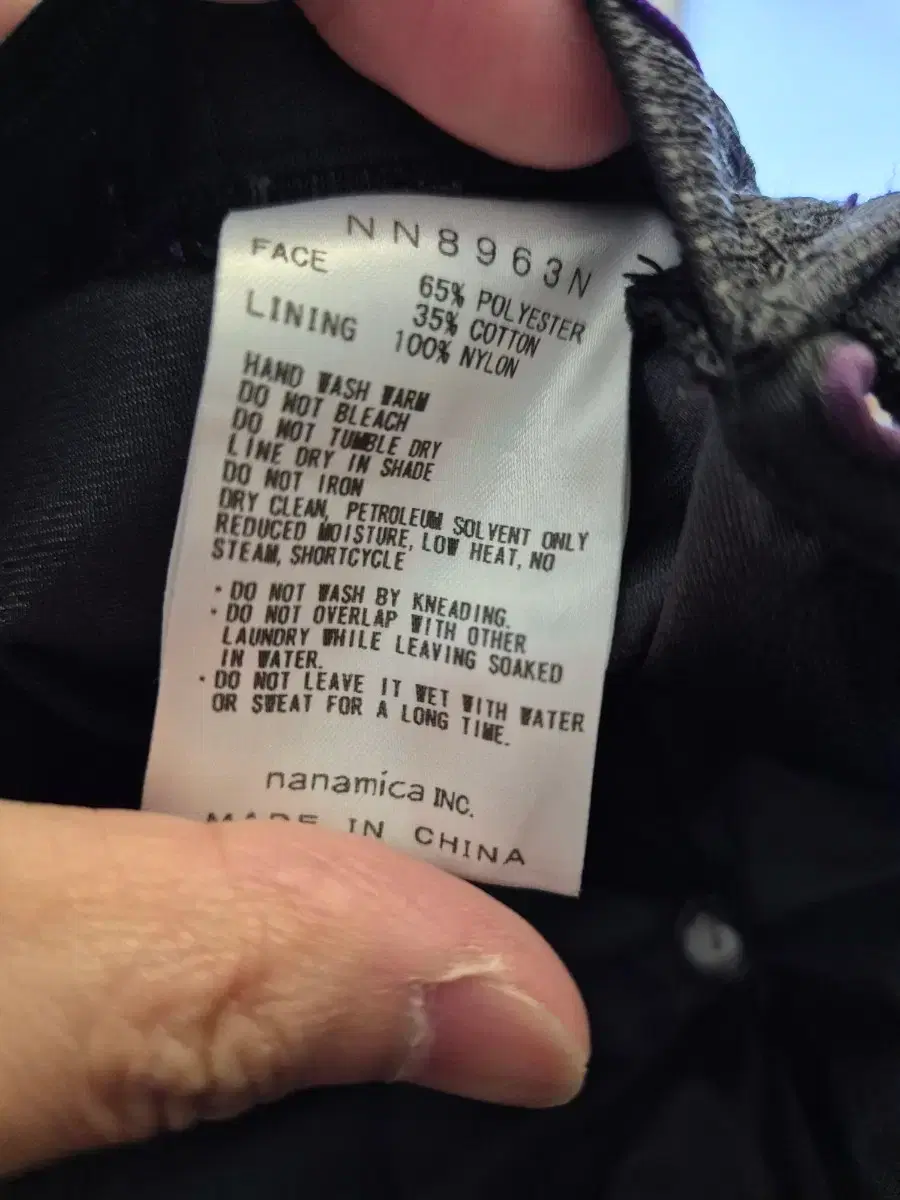 NN8963N
FACE 65% POLYESTER
35% COTTON
LINING 100% NYLON
HAND WASH WARM
DO NOT BLEACH
DO NOT TUMBLE DRY
LINE DRY IN SHADE
DO NOT IRON
DRY CLEAN, PETROLEUM SOLVENT ONLY
REDUCED MOISTURE, LOW HEAT, NO
STEAM, SHORTCYCLE
・DO NOT WASH BY KNEADING.
・DO NOT OVERLAP WITH OTHER
LAUNDRY WHILE LEAVING SOAKED
IN WATER.
・DO NOT LEAVE IT WET WITH WATER
OR SWEAT FOR A LONG TIME.
nanamica INC.
MADE IN CHINA